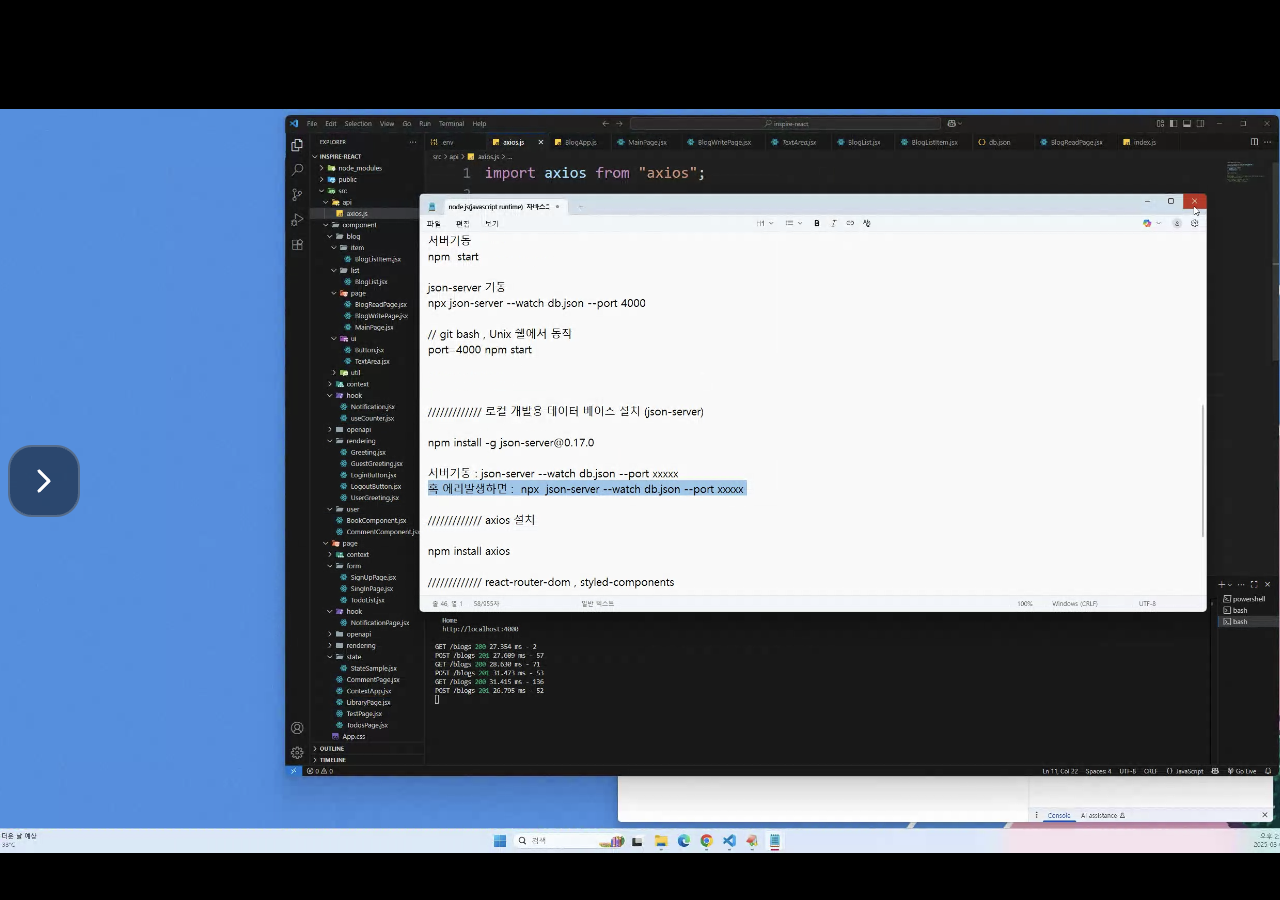 File Edit Selection View Go Run Terminal Help
inspire-react
EXPLORER
env
axios.js
BlogApp.js
MainPage.jsx
BlogWritePage.jsx
TextArea.jsx
BlogList.jsx
BlogListItem.jsx
db.json
BlogReadPage.jsx
index.js
INSPIRE-REACT
node_modules
public
src
api
axios.js
component
blog
item
BlogListItem.jsx
list
BlogList.jsx
page
BlogReadPage.jsx
BlogWritePage.jsx
MainPage.jsx
ui
Button.jsx
TextArea.jsx
util
context
hook
Notification.jsx
useCounter.jsx
openapi
rendering
Greeting.jsx
GuestGreeting.jsx
LoginButton.jsx
LogoutButton.jsx
UserGreeting.jsx
user
BookComponent.jsx
CommentComponent.jsx
page
context
form
SignUpPage.jsx
SingInPage.jsx
TodoList.jsx
hook
NotificationPage.jsx
openapi
rendering
state
StateSample.jsx
CommentPage.jsx
ContextApp.jsx
LibraryPage.jsx
TestPage.jsx
TodosPage.jsx
App.css
OUTLINE
TIMELINE
src > api > axios.js > ...
1 import axios from "axios";
2
node.js(javascript runtime) 자바스크
파일 편집 보기
H1
B I
서버기동
npm start
json-server 기동
npx json-server --watch db.json --port 4000
// git bash , Unix 쉘에서 동작
port=4000 npm start
///////////// 로컬 개발용 데이터 베이스 설치 (json-server)
npm install -g json-server@0.17.0
서버기동 : json-server --watch db.json --port xxxxx
혹 에러발생하면 : npx json-server --watch db.json --port xxxxx
///////////// axios 설치
npm install axios
///////////// react-router-dom , styled-components
줄 46, 열 1
58/955자
일반 텍스트
100%
Windows (CRLF)
UTF-8
powershell
bash
bash
Home
http://localhost:4000
GET /blogs 200 27.354 ms - 2
POST /blogs 201 27.609 ms - 57
GET /blogs 200 28.630 ms - 71
POST /blogs 201 31.473 ms - 53
GET /blogs 200 31.415 ms - 136
POST /blogs 201 26.795 ms - 52
0 0
Ln 11, Col 22 Spaces: 4 UTF-8 CRLF {} JavaScript Go Live
Console AI assistance
더운 날 예상
검색
오후 2